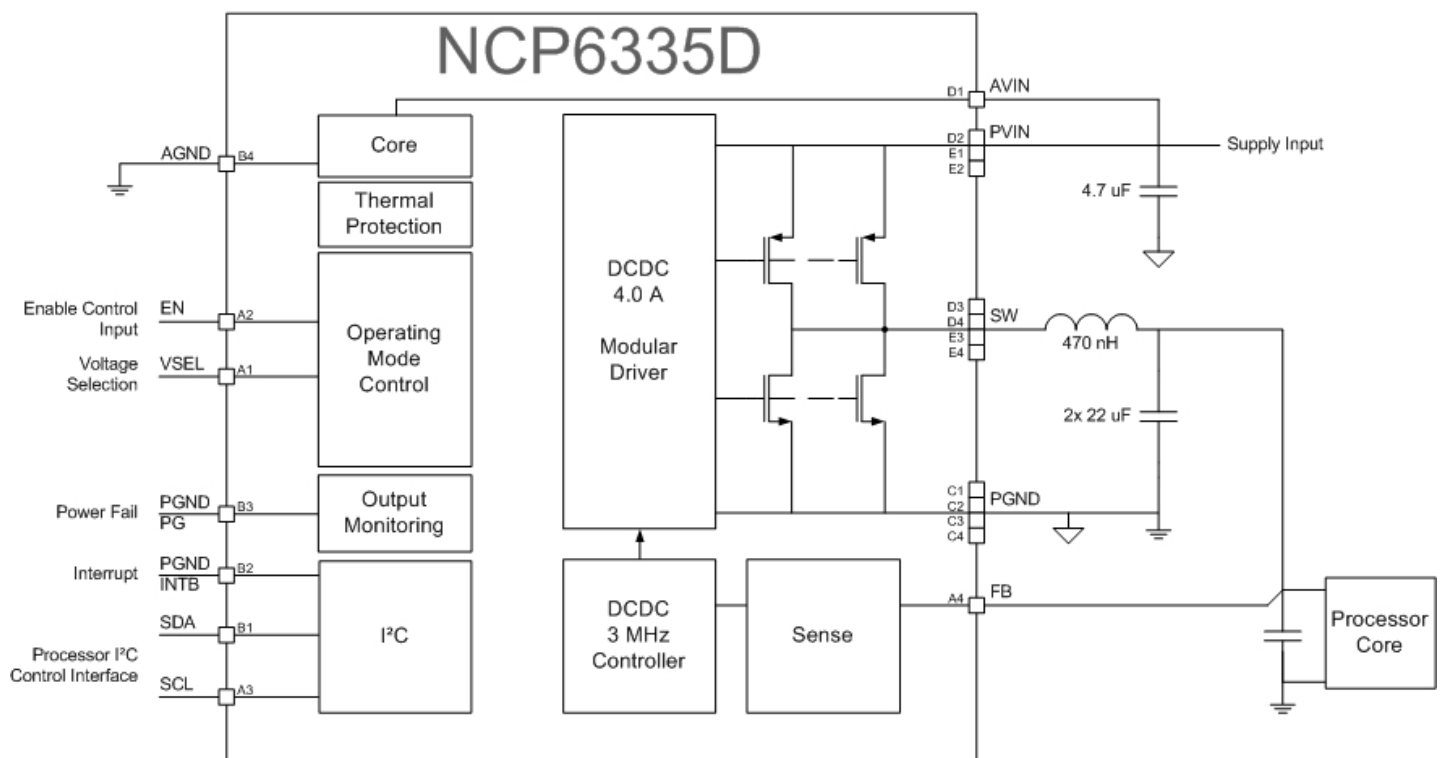 NCP6335D
AGND
B4
Core
Thermal
Protection
Enable Control
Input
EN
A2
Voltage
Selection
VSEL
A1
Operating
Mode
Control
Power Fail
PGND
PG
B3
Output
Monitoring
Interrupt
PGND
INTB
B2
SDA
B1
Processor I²C
Control Interface
SCL
A3
I²C
DCDC
4.0 A
Modular
Driver
DCDC
3 MHz
Controller
Sense
D1
AVIN
D2
E1
E2
PVIN
Supply Input
4.7 uF
D3
D4
E3
E4
SW
470 nH
2x 22 uF
C1
C2
C3
C4
PGND
A4
FB
Processor
Core